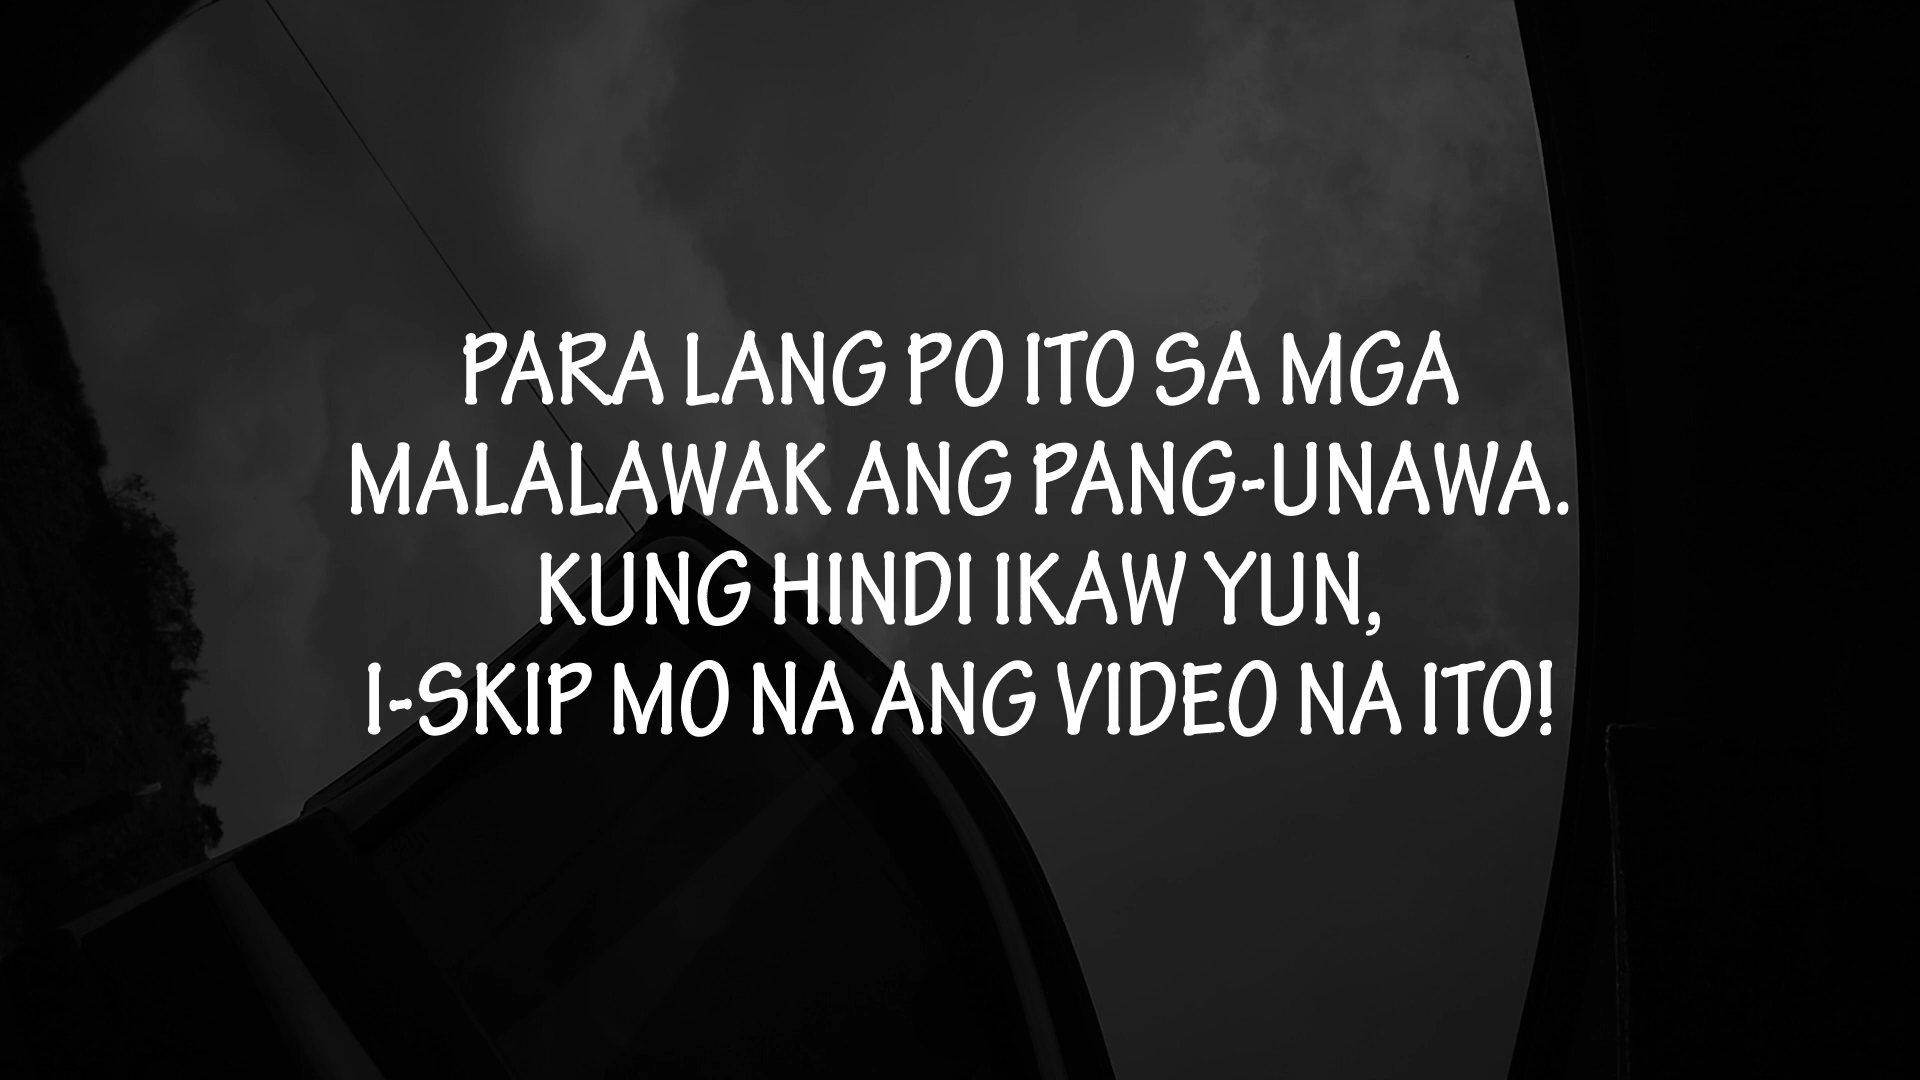 PARA LANG PO ITO SA MGA
MALALAWAK ANG PANG-UNAWA.
KUNG HINDI IKAW YUN,
I-SKIP MO NA ANG VIDEO NA ITO!